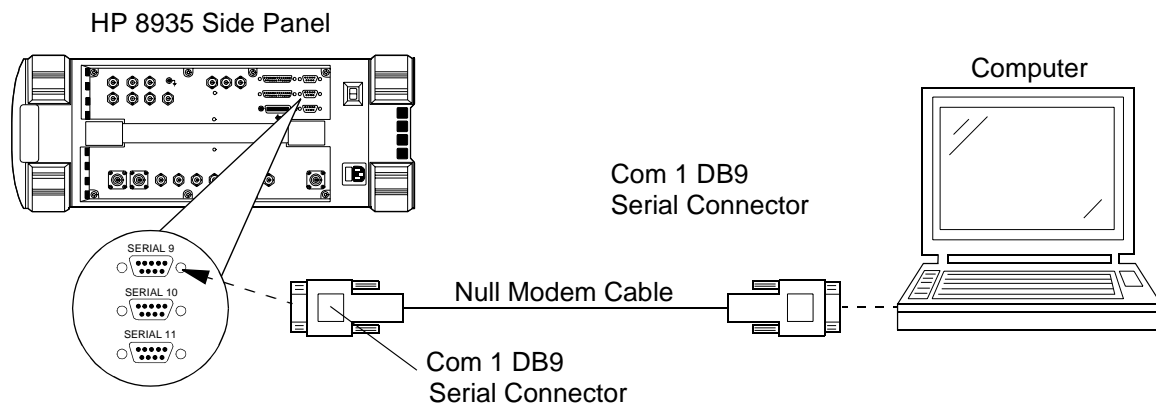 HP 8935 Side Panel
Computer
Com 1 DB9
Serial Connector
SERIAL 9
SERIAL 10
SERIAL 11
Null Modem Cable
Com 1 DB9
Serial Connector